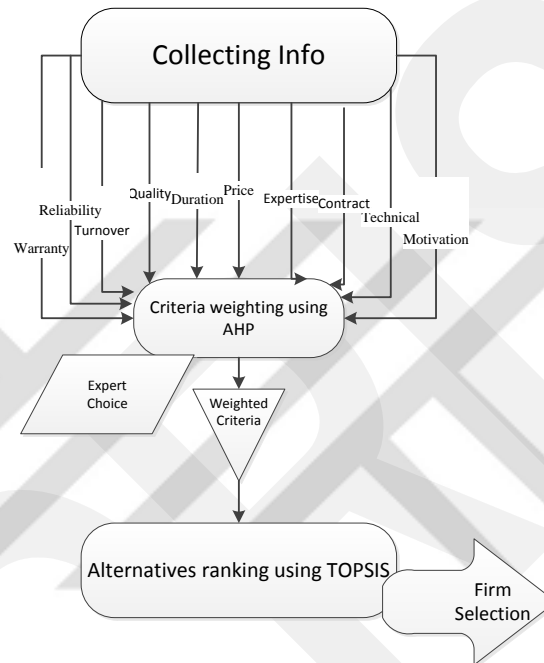 Collecting Info
Quality
Duration
Price
Expertise
Contract
Reliability
Turnover
Technical
Warranty
Motivation
Criteria weighting using
AHP
Expert
Choice
Weighted
Criteria
Alternatives ranking using TOPSIS
Firm
Selection